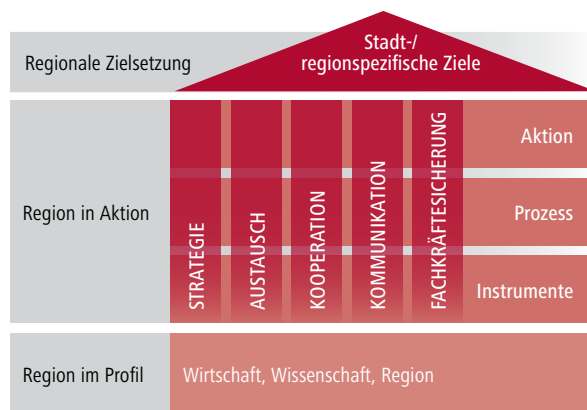 Regionale Zielsetzung
Stadt-/
regionspezifische Ziele
Region in Aktion
STRATEGIE
AUSTAUSCH
KOOPERATION
KOMMUNIKATION
FACHKRÄFTESICHERUNG
Aktion
Prozess
Instrumente
Region im Profil
Wirtschaft, Wissenschaft, Region